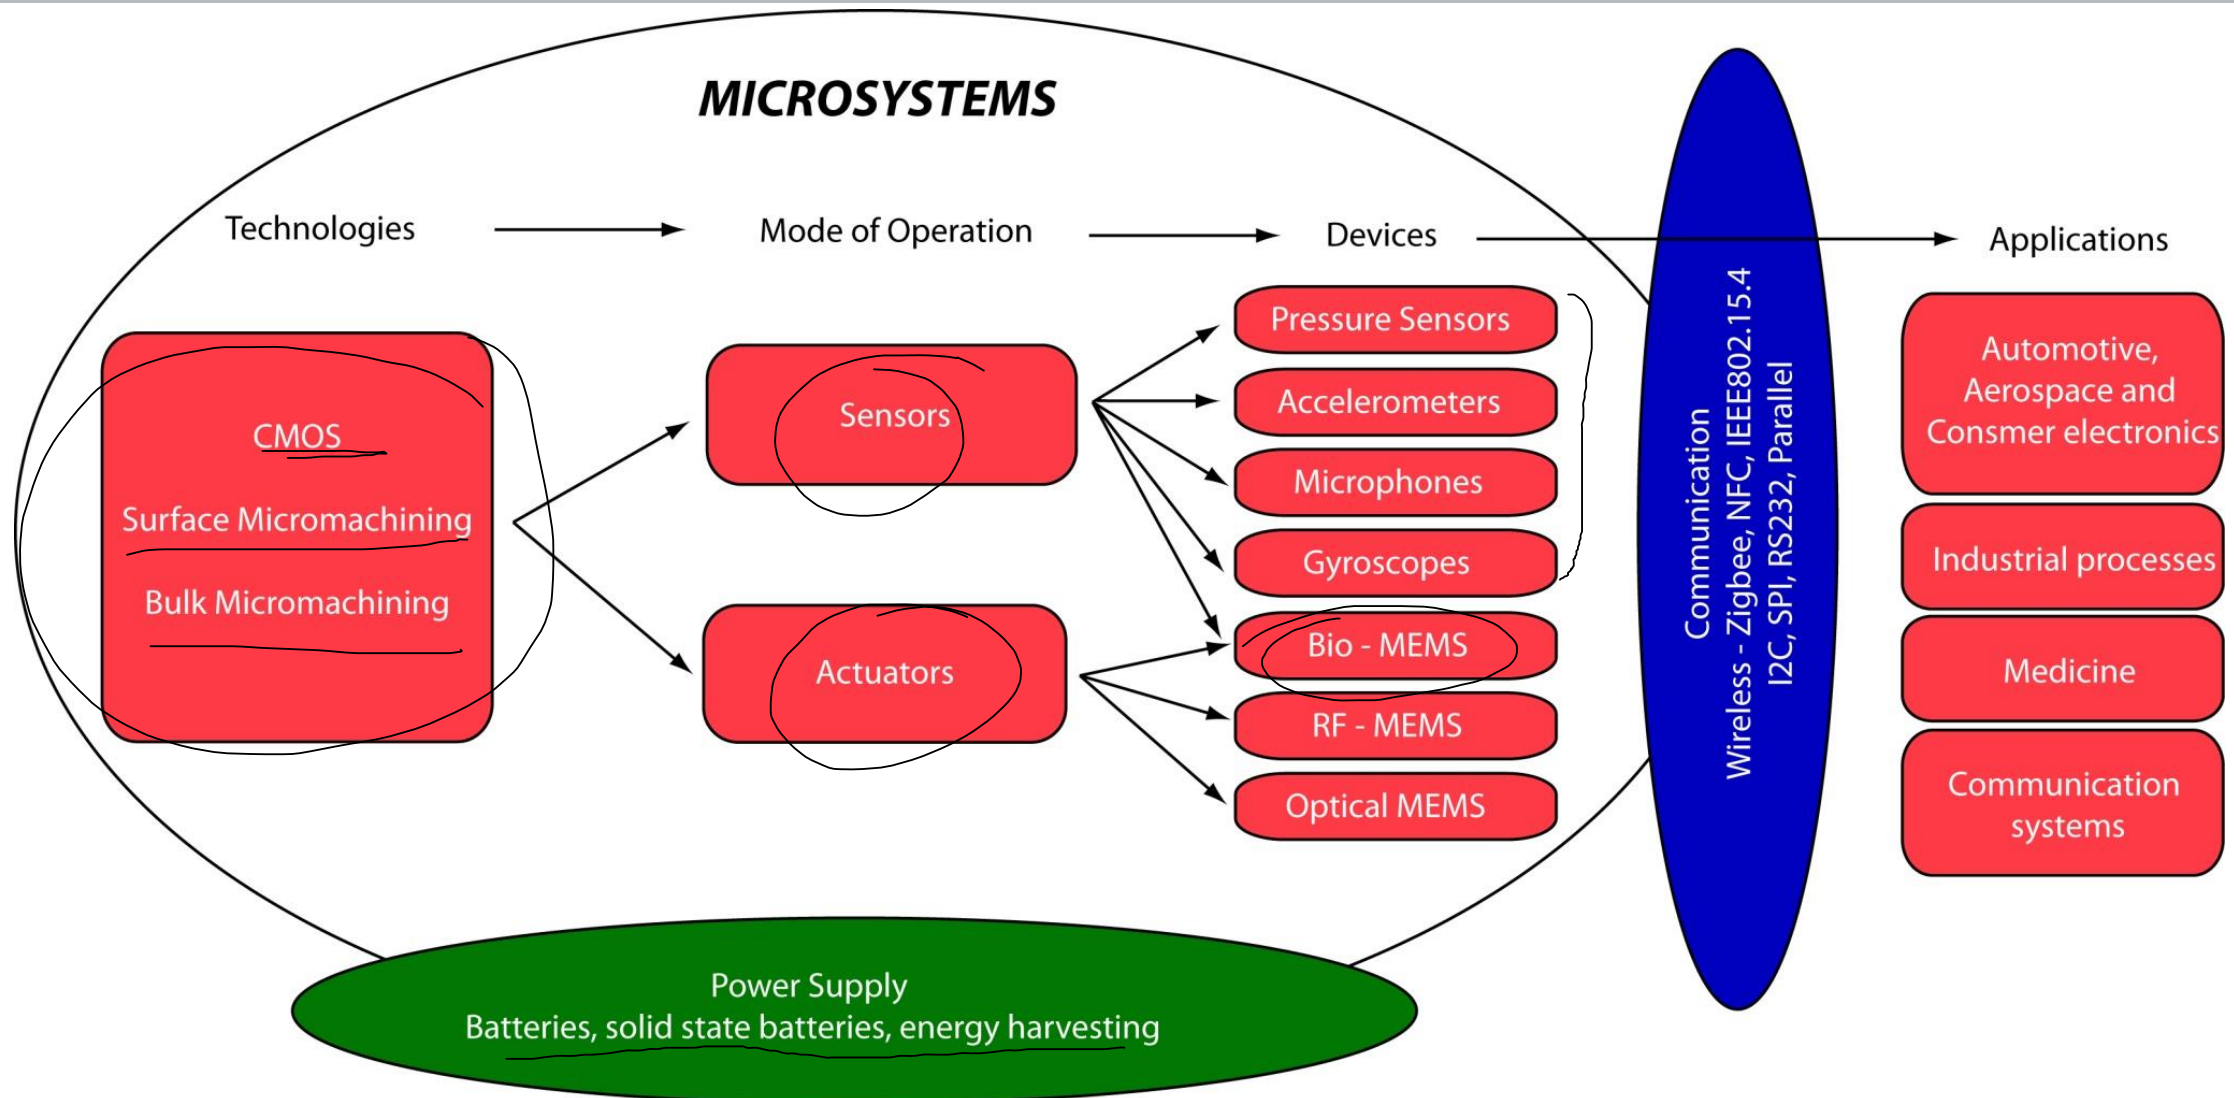 MICROSYSTEMS
Technologies
Mode of Operation
Devices
Applications
CMOS
Surface Micromachining
Bulk Micromachining
Sensors
Actuators
Pressure Sensors
Accelerometers
Microphones
Gyroscopes
Bio - MEMS
RF - MEMS
Optical MEMS
Communication
Wireless - Zigbee, NFC, IEEE802.15.4
I2C, SPI, RS232, Parallel
Automotive,
Aerospace and
Consmer electronics
Industrial processes
Medicine
Communication
systems
Power Supply
Batteries, solid state batteries, energy harvesting